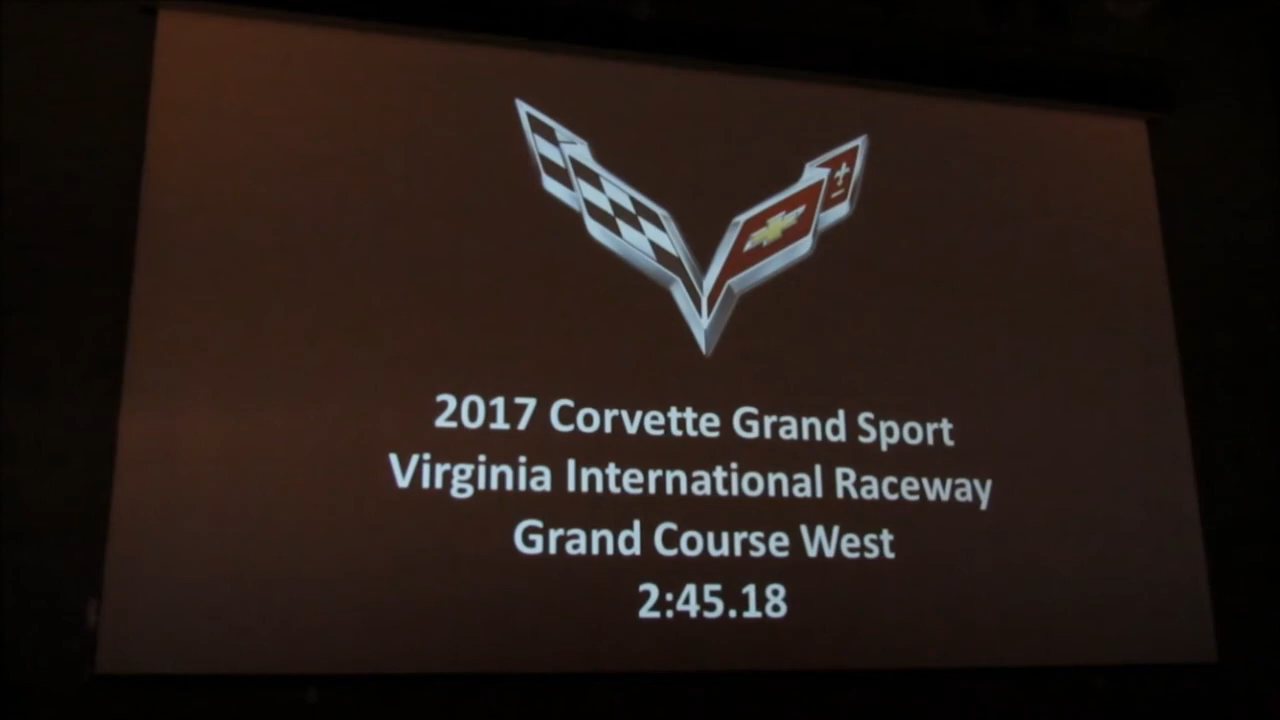 2017 Corvette Grand Sport
Virginia International Raceway
Grand Course West
2:45.18